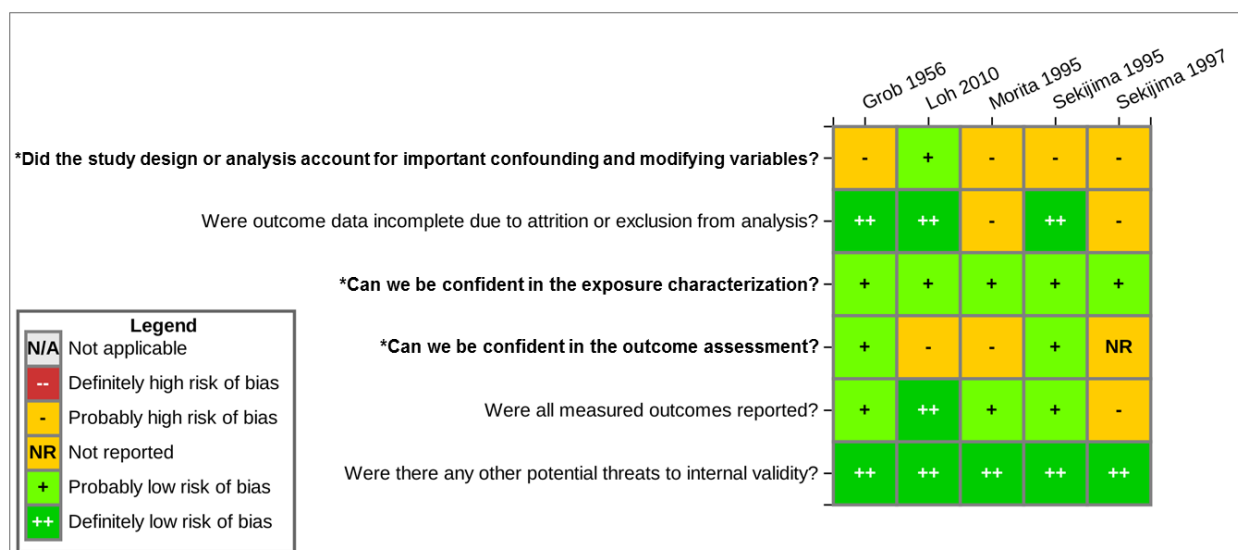 Grob 1956 Loh 2010 Morita 1995 Sekijima 1995 Sekijima 1997
*Did the study design or analysis account for important confounding and modifying variables? - + - - -
Were outcome data incomplete due to attrition or exclusion from analysis? ++ ++ - ++ -
*Can we be confident in the exposure characterization? + + + + +
*Can we be confident in the outcome assessment? + - - + NR
Were all measured outcomes reported? + ++ + + -
Were there any other potential threats to internal validity? ++ ++ ++ ++ ++
Legend
N/A Not applicable
-- Definitely high risk of bias
- Probably high risk of bias
NR Not reported
+ Probably low risk of bias
++ Definitely low risk of bias